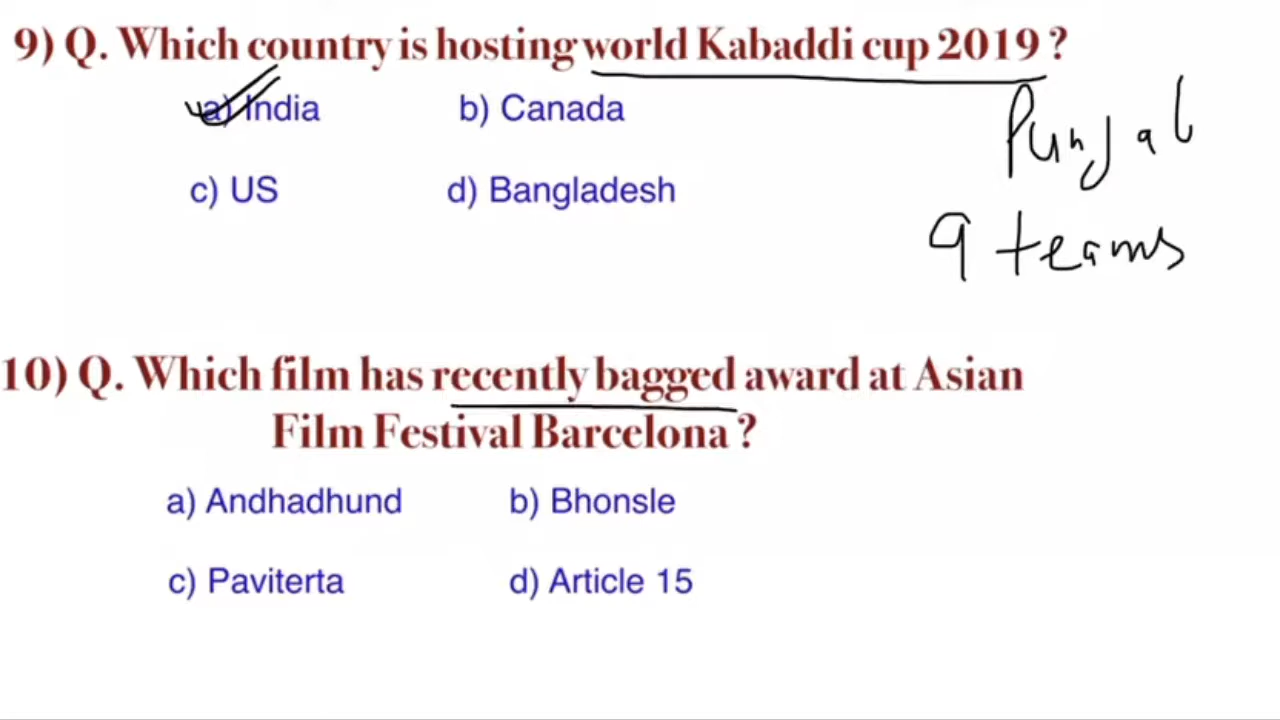 9) Q. Which country is hosting world Kabaddi cup 2019 ?
a) India b) Canada
Punjab
c) US d) Bangladesh
9 teams
10) Q. Which film has recently bagged award at Asian
Film Festival Barcelona ?
a) Andhadhund b) Bhonsle
c) Paviterta d) Article 15